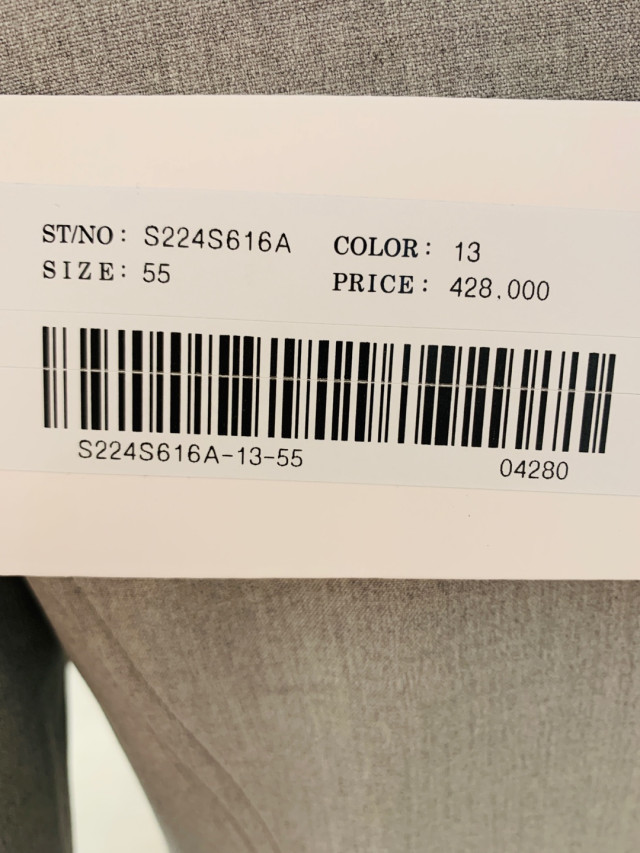 ST/NO: S224S616A COLOR: 13
SIZE: 55 PRICE: 428,000
S224S616A-13-55 04280